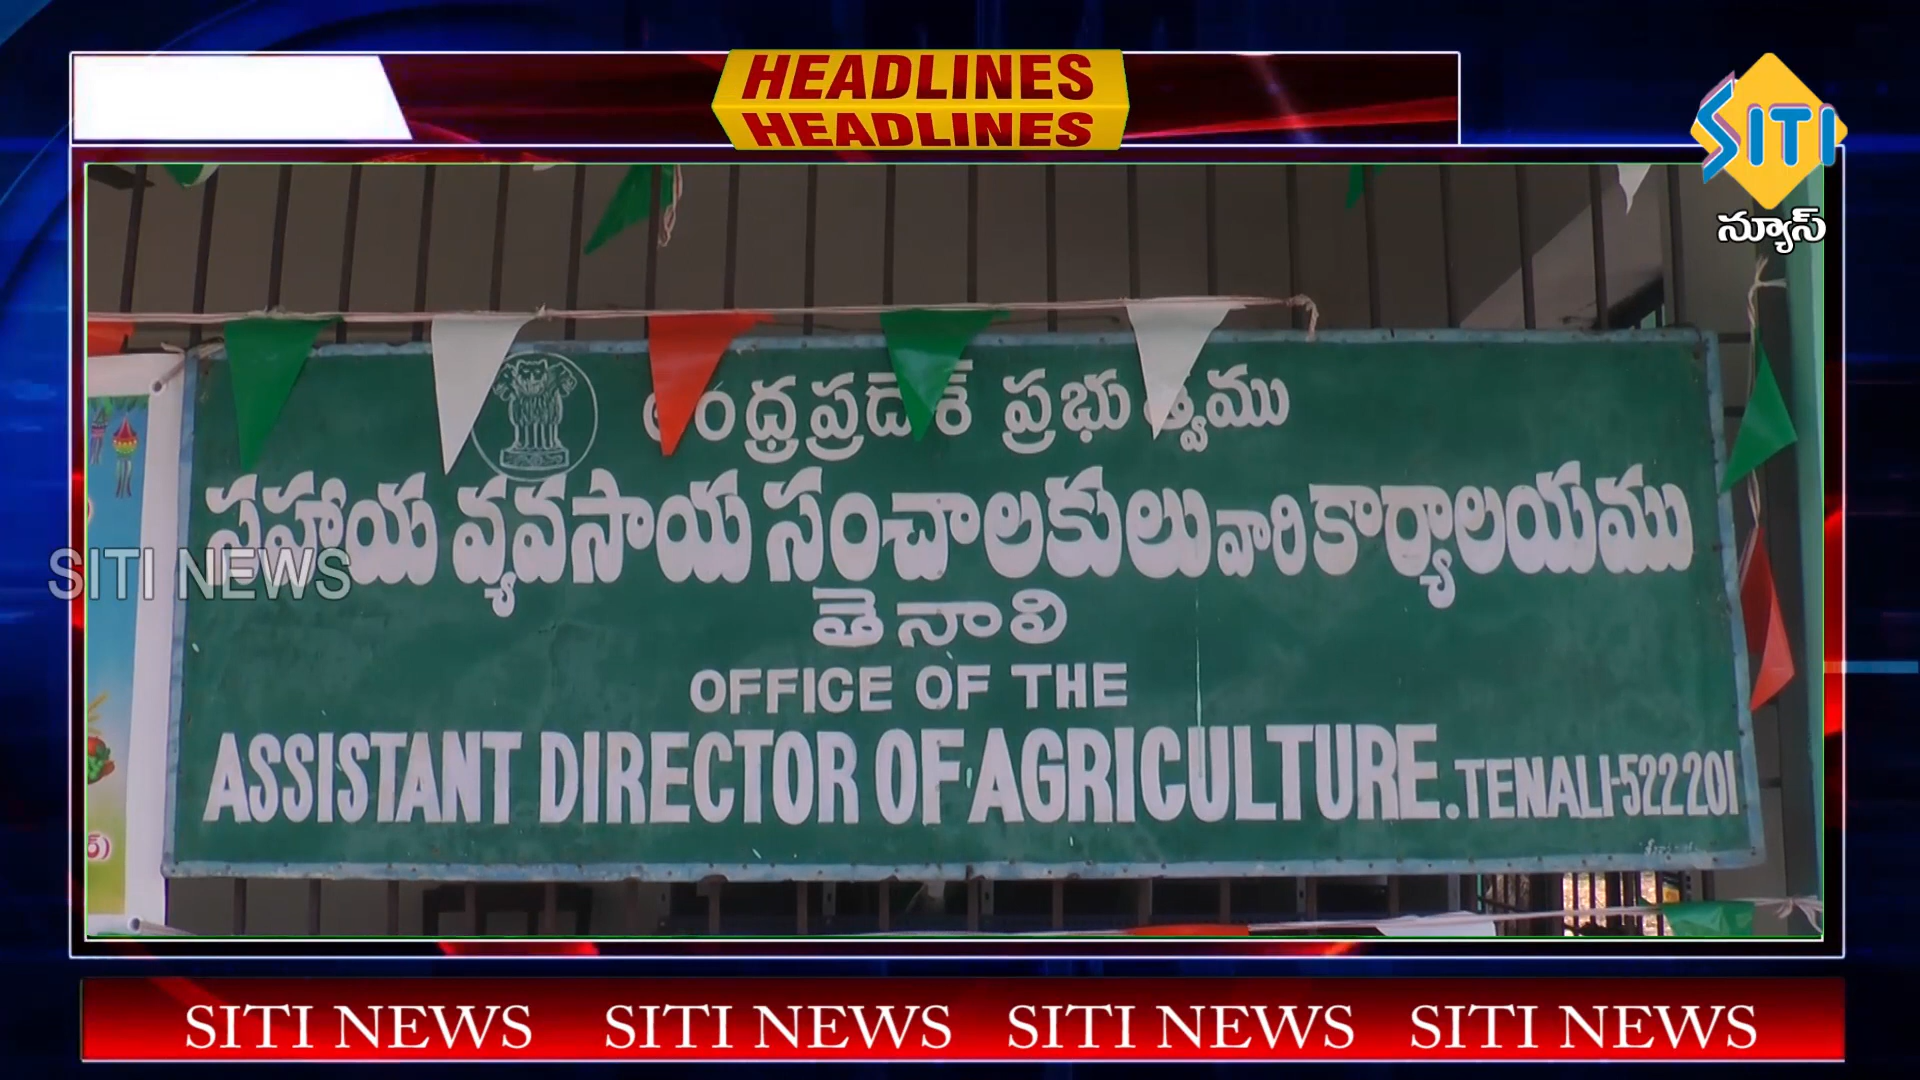 HEADLINES
HEADLINES
SITI
న్యూస్
ఆంధ్రప్రదేశ్ ప్రభుత్వము
సహాయ వ్యవసాయ సంచాలకులు వారి కార్యాలయము
తెనాలి
OFFICE OF THE
ASSISTANT DIRECTOR OF AGRICULTURE. TENALI-522201
SITI NEWS
SITI NEWS SITI NEWS SITI NEWS SITI NEWS